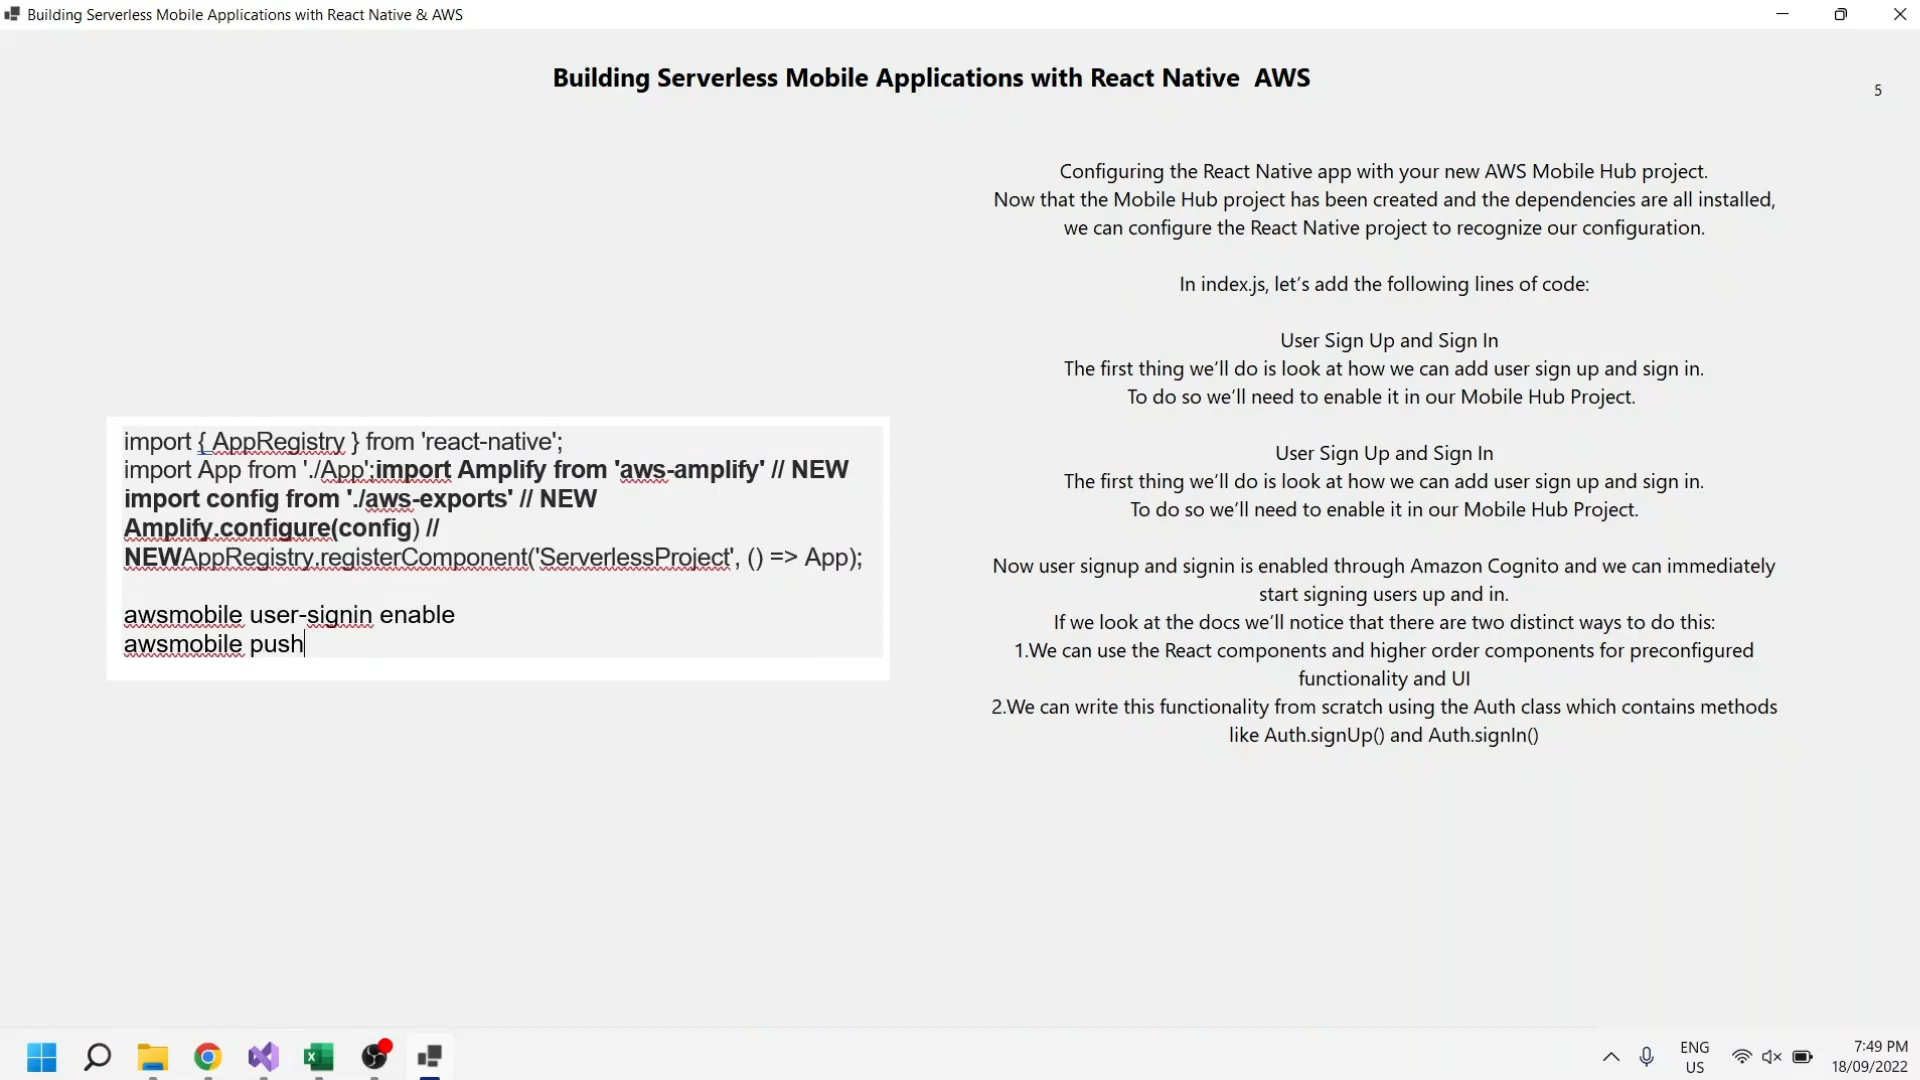 Building Serverless Mobile Applications with React Native & AWS
Building Serverless Mobile Applications with React Native  AWS
5
import { AppRegistry } from 'react-native';
import App from './App';import Amplify from 'aws-amplify' // NEW
import config from './aws-exports' // NEW
Amplify.configure(config) //
NEWAppRegistry.registerComponent('ServerlessProject', () => App);
awsmobile user-signin enable
awsmobile push
Configuring the React Native app with your new AWS Mobile Hub project.
Now that the Mobile Hub project has been created and the dependencies are all installed,
we can configure the React Native project to recognize our configuration.
In index.js, let’s add the following lines of code:
User Sign Up and Sign In
The first thing we’ll do is look at how we can add user sign up and sign in.
To do so we’ll need to enable it in our Mobile Hub Project.
User Sign Up and Sign In
The first thing we’ll do is look at how we can add user sign up and sign in.
To do so we’ll need to enable it in our Mobile Hub Project.
Now user signup and signin is enabled through Amazon Cognito and we can immediately
start signing users up and in.
If we look at the docs we’ll notice that there are two distinct ways to do this:
1.We can use the React components and higher order components for preconfigured
functionality and UI
2.We can write this functionality from scratch using the Auth class which contains methods
like Auth.signUp() and Auth.signIn()
ENG
US
7:49 PM
18/09/2022